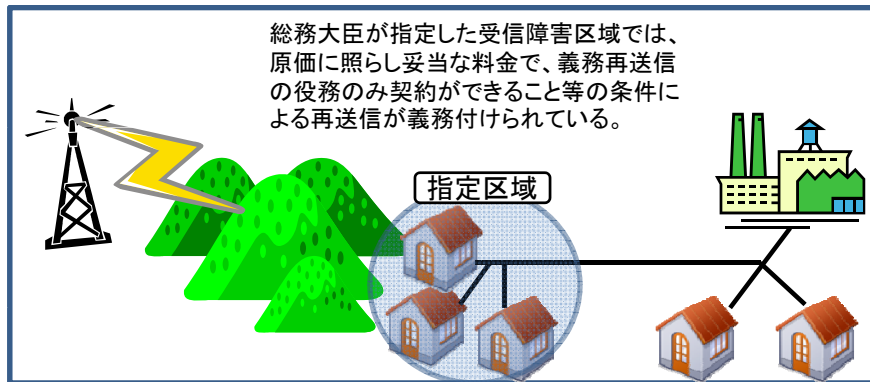 総務大臣が指定した受信障害区域では、
原価に照らし妥当な料金で、義務再送信
の役務のみ契約ができること等の条件に
よる再送信が義務付けられている。
指定区域